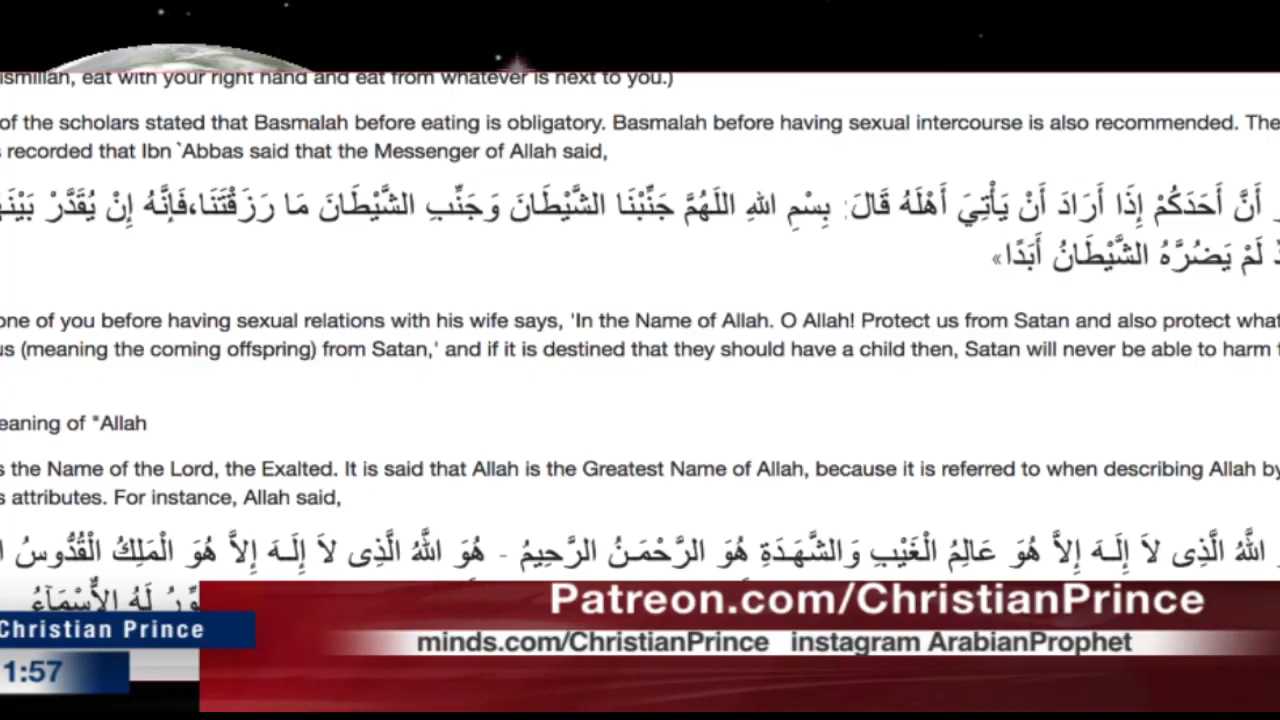 ismillah, eat with your right hand and eat from whatever is next to you.)
of the scholars stated that Basmalah before eating is obligatory. Basmalah before having sexual intercourse is also recommended. The
recorded that Ibn `Abbas said that the Messenger of Allah said,
أَنَّ أَحَدَكُمْ إِذَا أَرَادَ أَنْ يَأْتِيَ أَهْلَهُ قَالَ: بِسْمِ اللهِ اللَهُمَّ جَنِّبْنَا الشَّيْطَانَ وَجَنِّبِ الشَّيْطَانَ مَا رَزَقْتَنَا،فَإِنَّهُ إِنْ يُقَدَّرْ
لَمْ يَضُرَّهُ الشَّيْطَانُ أَبَدًا»
one of you before having sexual relations with his wife says, 'In the Name of Allah. O Allah! Protect us from Satan and also protect what
us (meaning the coming offspring) from Satan,' and if it is destined that they should have a child then, Satan will never be able to harm
eaning of "Allah
s the Name of the Lord, the Exalted. It is said that Allah is the Greatest Name of Allah, because it is referred to when describing Allah by
s attributes. For instance, Allah said,
اللَّهُ الَّذِى لاَ إِلَـهَ إِلاَّ هُوَ عَالِمُ الْغَيْبِ وَالشَّهَـدَةِ هُوَ الرَّحْمَـنُ الرَّحِيمُ - هُوَ اللَّهُ الَّذِى لاَ إِلَـهَ إِلاَّ هُوَ الْمَلِكُ الْقُدُّوسُ
لَهُ الاٌّسْمَآءُ
Patreon.com/ChristianPrince
Christian Prince
minds.com/ChristianPrince instagram ArabianProphet
1:57